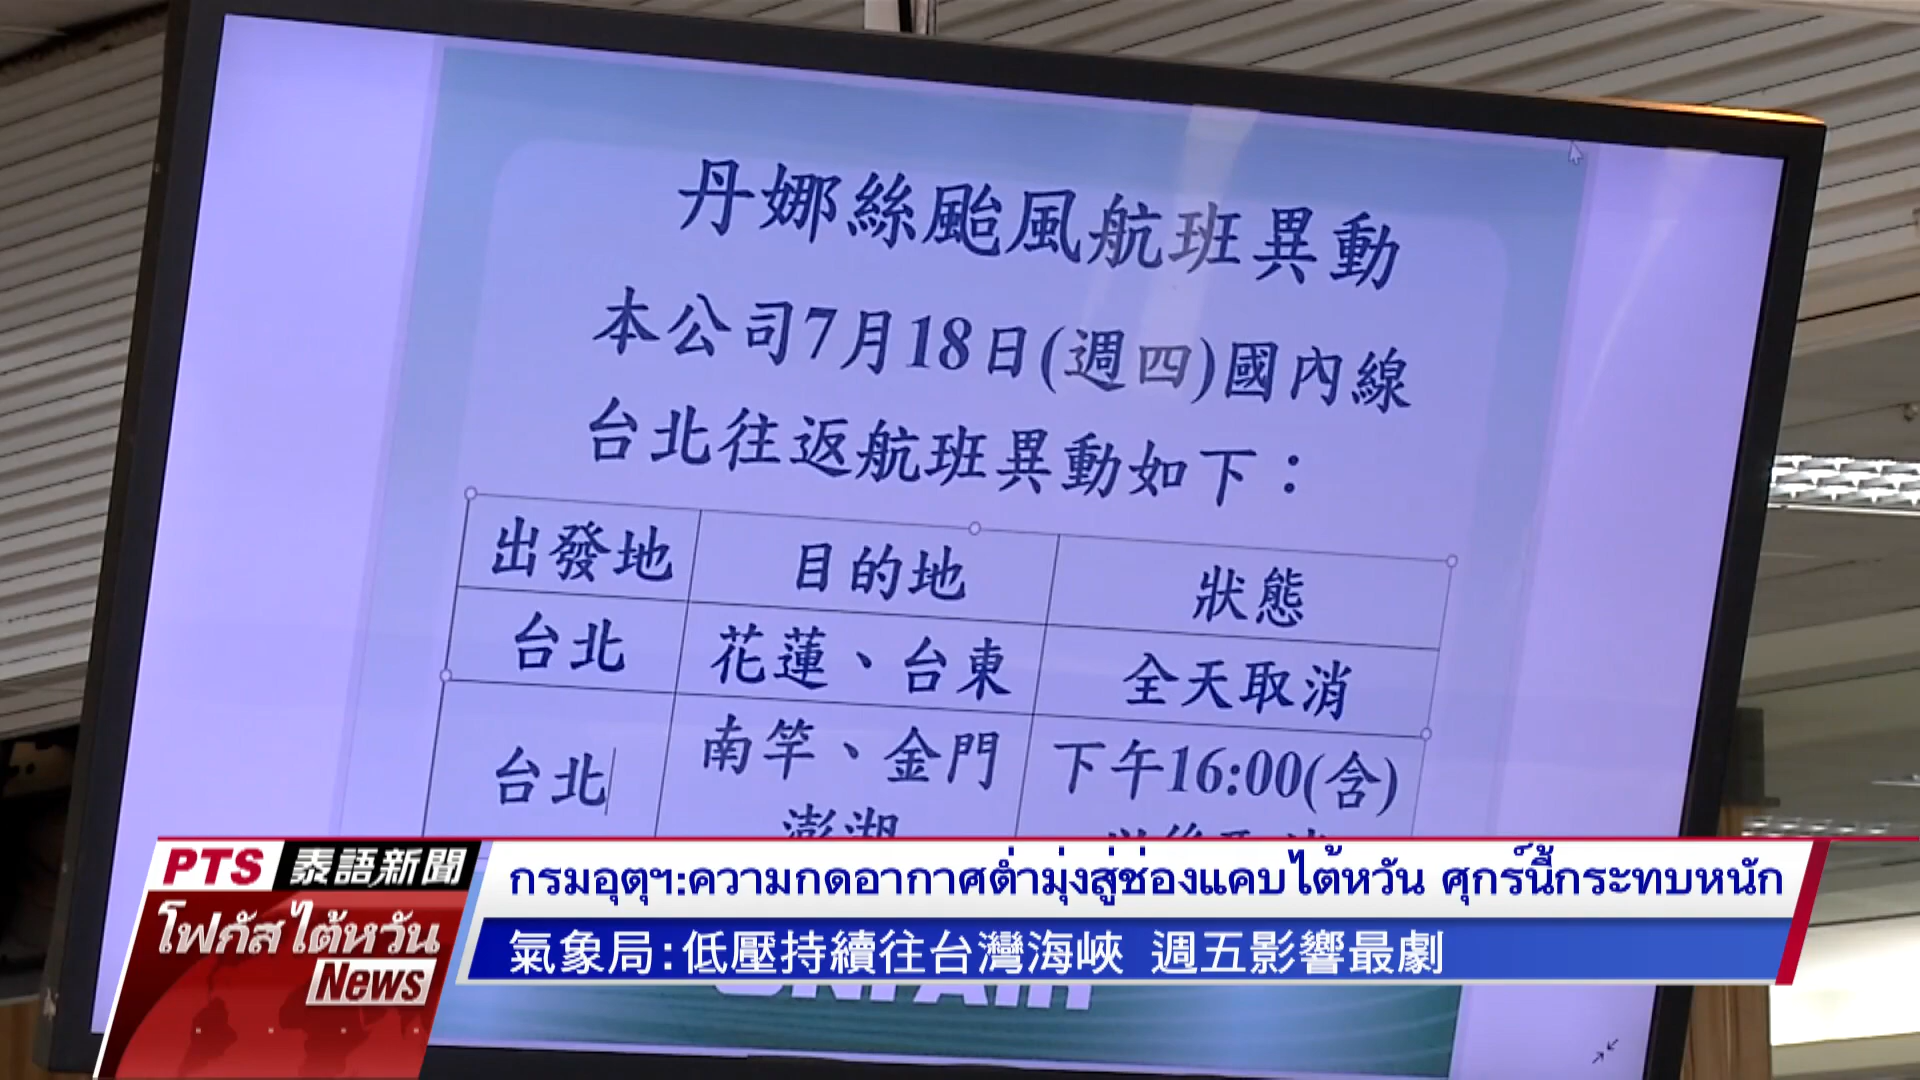 丹娜絲颱風航班異動
本公司7月18日(週四)國內線
台北往返航班異動如下：
出發地 目的地 狀態
台北 花蓮、台東 全天取消
台北 南竿、金門 下午16:00(含)
澎湖
PTS 泰語新聞
โฟกัสไต้หวัน
News
กรมอุตุฯ:ความกดอากาศต่ำมุ่งสู่ช่องแคบไต้หวัน ศุกร์นี้กระทบหนัก
氣象局:低壓持續往台灣海峽 週五影響最劇